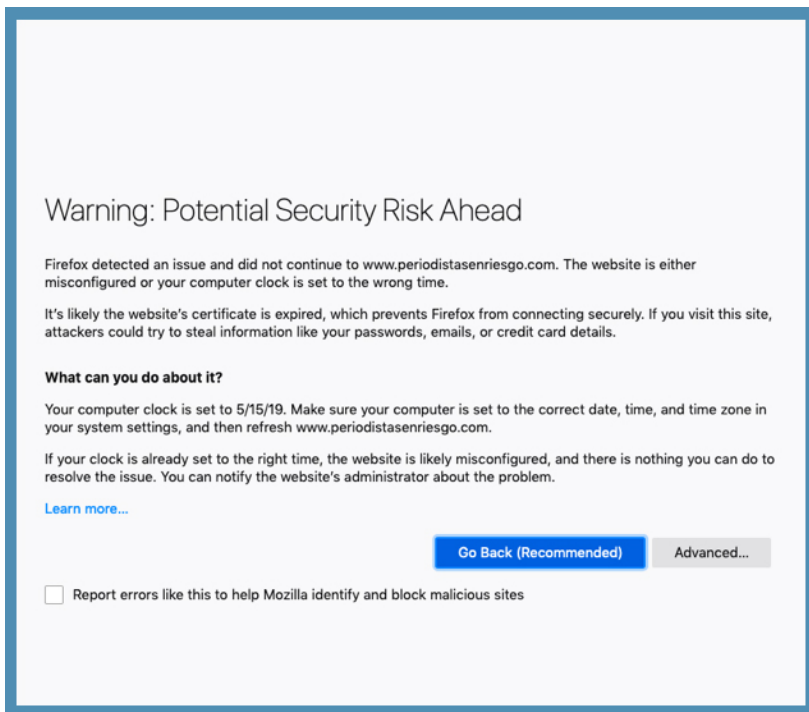 Warning: Potential Security Risk Ahead
Firefox detected an issue and did not continue to www.periodistasenriesgo.com. The website is either
misconfigured or your computer clock is set to the wrong time.
It’s likely the website’s certificate is expired, which prevents Firefox from connecting securely. If you visit this site,
attackers could try to steal information like your passwords, emails, or credit card details.
What can you do about it?
Your computer clock is set to 5/15/19. Make sure your computer is set to the correct date, time, and time zone in
your system settings, and then refresh www.periodistasenriesgo.com.
If your clock is already set to the right time, the website is likely misconfigured, and there is nothing you can do to
resolve the issue. You can notify the website’s administrator about the problem.
Learn more...
Go Back (Recommended) Advanced...
Report errors like this to help Mozilla identify and block malicious sites